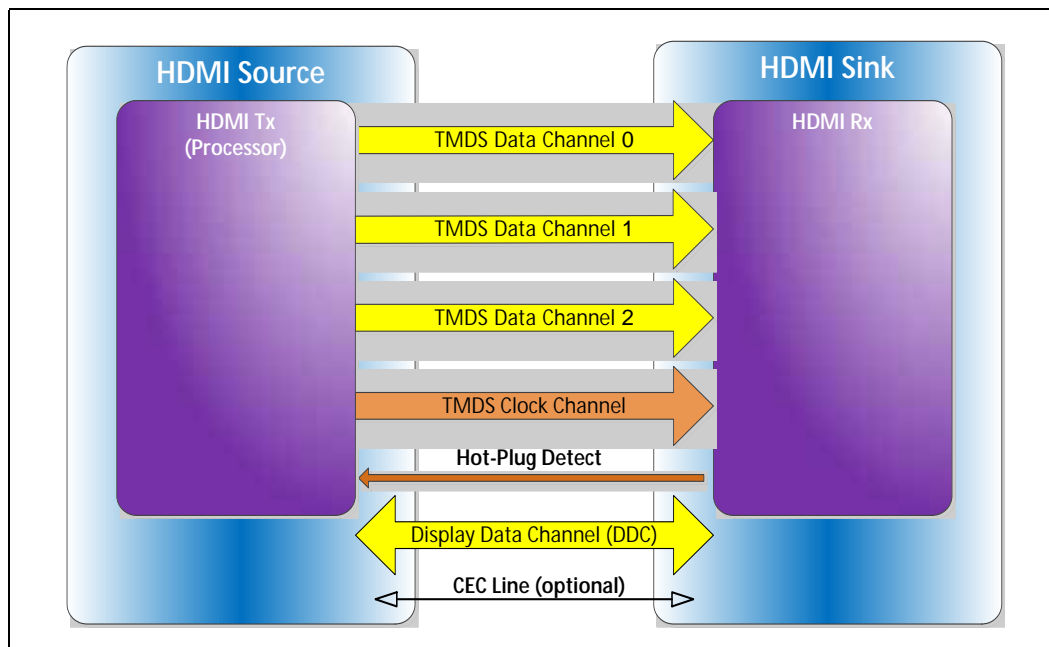 HDMI Source
HDMI Sink
HDMI Tx
(Processor)
HDMI Rx
TMDS Data Channel 0
TMDS Data Channel 1
TMDS Data Channel 2
TMDS Clock Channel
Hot-Plug Detect
Display Data Channel (DDC)
CEC Line (optional)